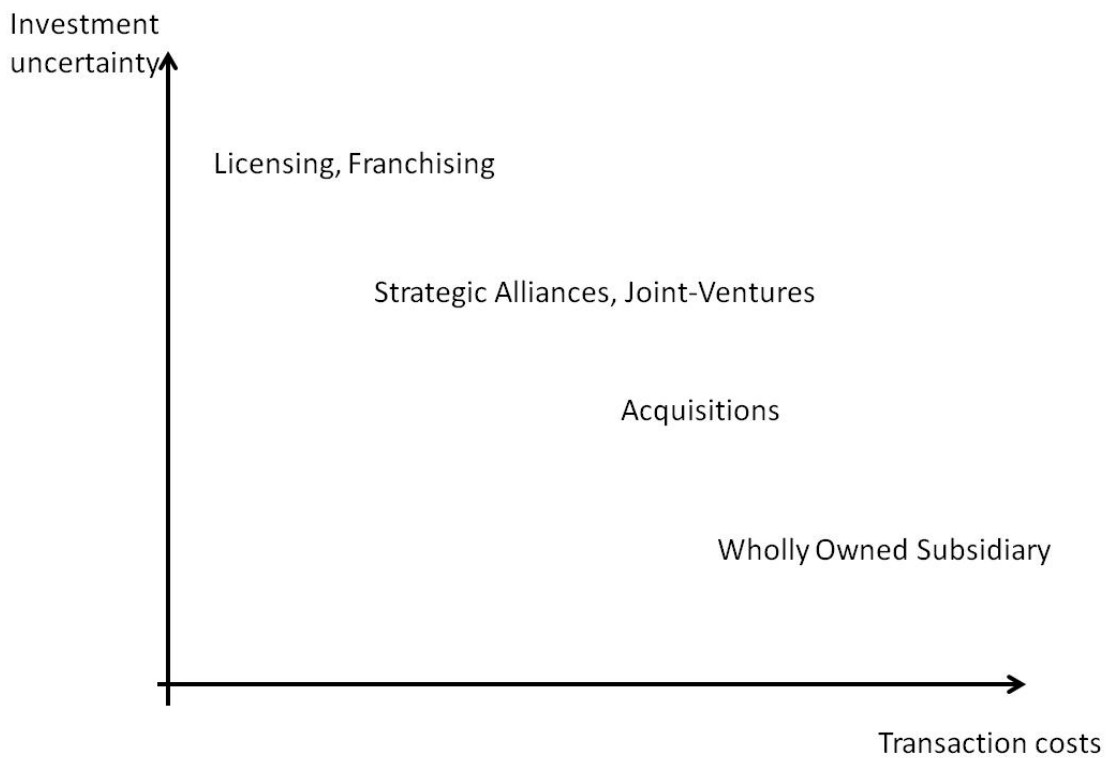 Investment
uncertainty
Licensing, Franchising
Strategic Alliances, Joint-Ventures
Acquisitions
Wholly Owned Subsidiary
Transaction costs